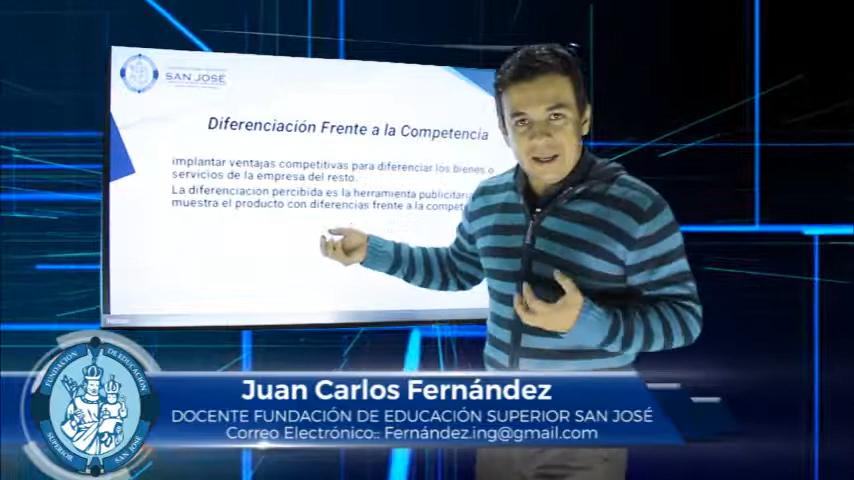 SAN JOSÉ
Diferenciación Frente a la Competencia
implantar ventajas competitivas para diferenciar los bienes o
servicios de la empresa del resto.
La diferenciación percibida es la herramienta publicitaria
muestra el producto con diferencias frente a la
Juan Carlos Fernández
DOCENTE FUNDACIÓN DE EDUCACIÓN SUPERIOR SAN JOSÉ
Correo Electrónico.- Fernández.ing@gmail.com
FUNDACIÓN DE EDUCACIÓN
SUPERIOR SAN JOSÉ